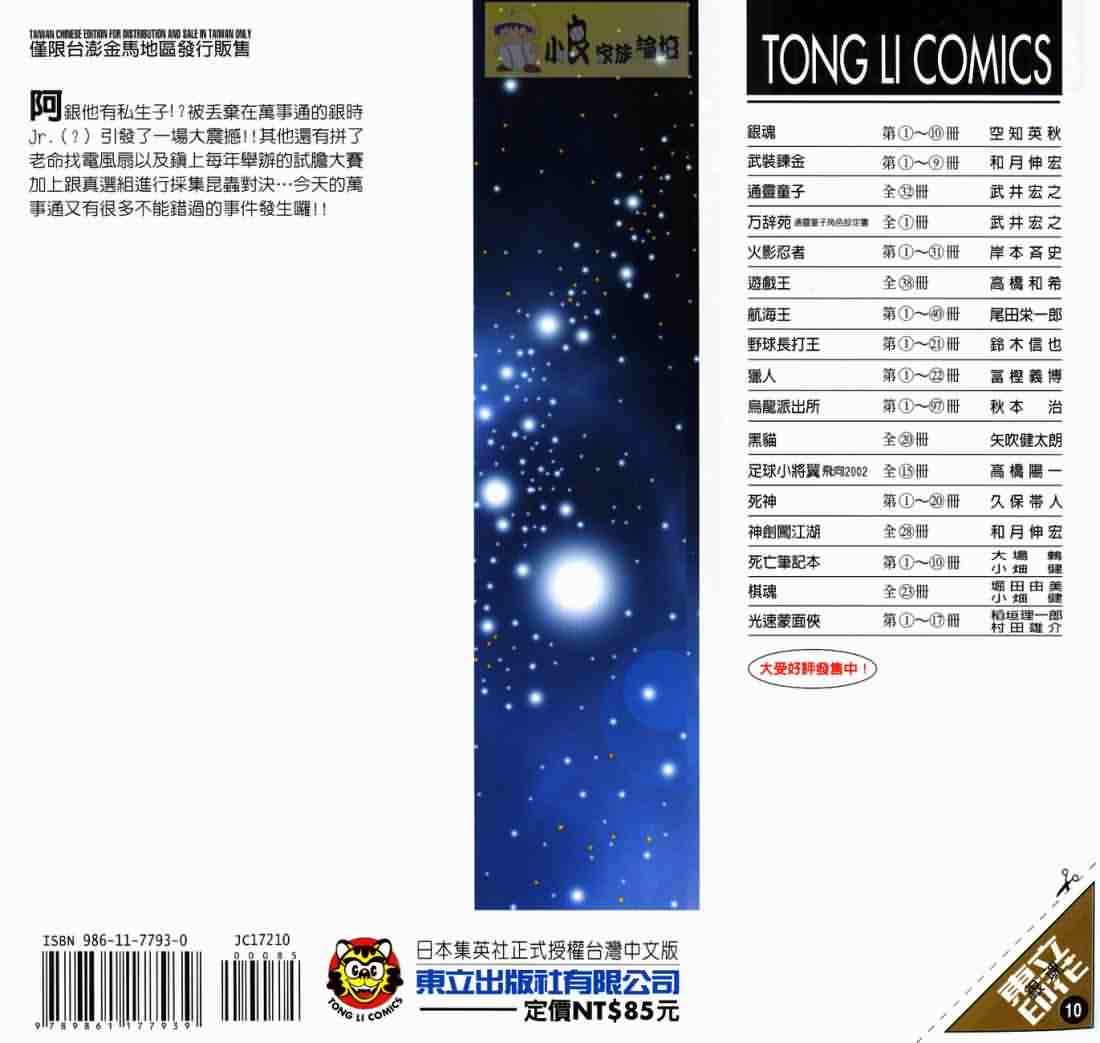 TAIWAN CHINESE EDITION FOR DISTRIBUTION AND SALE IN TAIWAN ONLY
僅限台澎金馬地區發行販售
阿銀他有私生子!?被丟棄在萬事通的銀時
Jr.(?)引發了一場大震撼!!其他還有拼了
老命找電風扇以及鎮上每年舉辦的試膽大賽
加上跟真選組進行採集昆蟲對決…今天的萬
事通又有很多不能錯過的事件發生囉!!
小良家族論柏
TONG LI COMICS
銀魂 第①～⑩冊 空知英秋
武裝鍊金 第①～⑨冊 和月伸宏
通靈童子 全㉜冊 武井宏之
万辞苑 通靈童子角色設定書 全①冊 武井宏之
火影忍者 第①～㉛冊 岸本斉史
遊戲王 全㊳冊 高橋和希
航海王 第①～㊵冊 尾田栄一郎
野球長打王 第①～㉑冊 鈴木信也
獵人 第①～㉒冊 冨樫義博
烏龍派出所 第①～97冊 秋本 治
黑貓 全⑳冊 矢吹健太朗
足球小將翼飛向2002 全⑮冊 高橋陽一
死神 第①～⑳冊 久保帯人
神劍闖江湖 全㉘冊 和月伸宏
死亡筆記本 第①～⑩冊 大場 鶇
小畑 健
棋魂 全㉓冊 堀田由美
小畑 健
光速蒙面俠 第①～⑰冊 稻垣理一郎
村田雄介
大受好評發售中!
ISBN 986-11-7793-0
JC17210
00085
9789861177939
TONG LI COMICS
日本集英社正式授權台灣中文版
東立出版社有限公司
定價NT$85元
東立
印花
銀魂
10